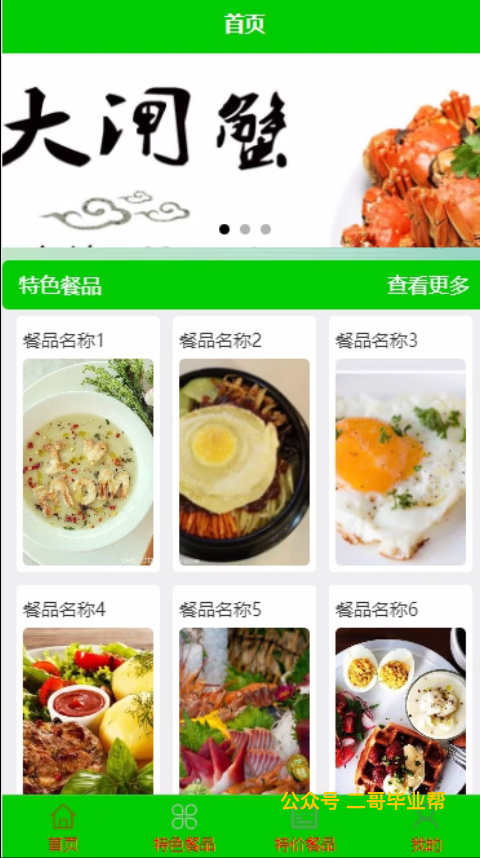 首页
大闸蟹
特色餐品 查看更多
餐品名称1 餐品名称2 餐品名称3
餐品名称4 餐品名称5 餐品名称6
公众号 二哥毕业帮
首页 特色餐品 特价餐品 我的